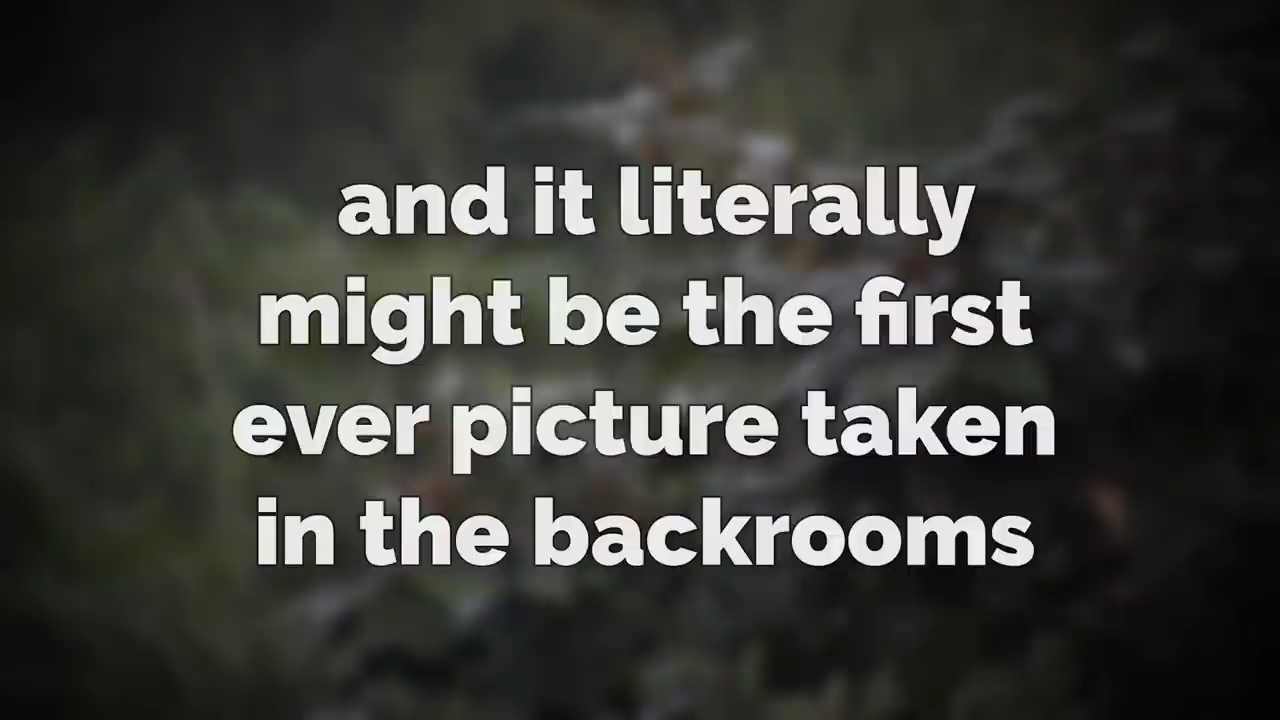 and it literally
might be the first
ever picture taken
in the backrooms